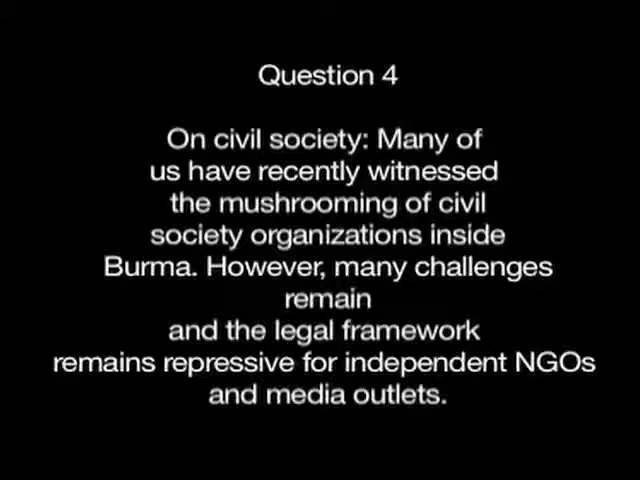 Question 4
On civil society: Many of
us have recently witnessed
the mushrooming of civil
society organizations inside
Burma. However, many challenges
remain
and the legal framework
remains repressive for independent NGOs
and media outlets.